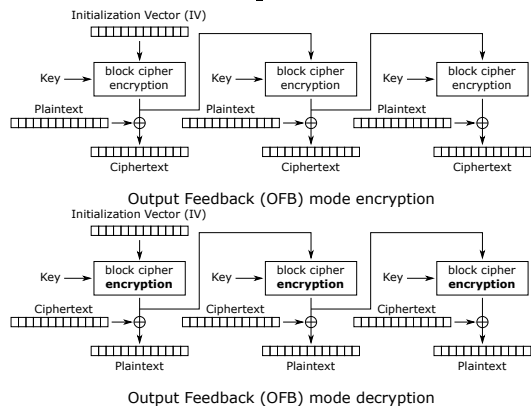 Initialization Vector (IV)
Key
block cipher
encryption
Key
block cipher
encryption
Key
block cipher
encryption
Plaintext
Plaintext
Plaintext
Ciphertext
Ciphertext
Ciphertext
Output Feedback (OFB) mode encryption
Initialization Vector (IV)
Key
block cipher
encryption
Key
block cipher
encryption
Key
block cipher
encryption
Ciphertext
Ciphertext
Ciphertext
Plaintext
Plaintext
Plaintext
Output Feedback (OFB) mode decryption